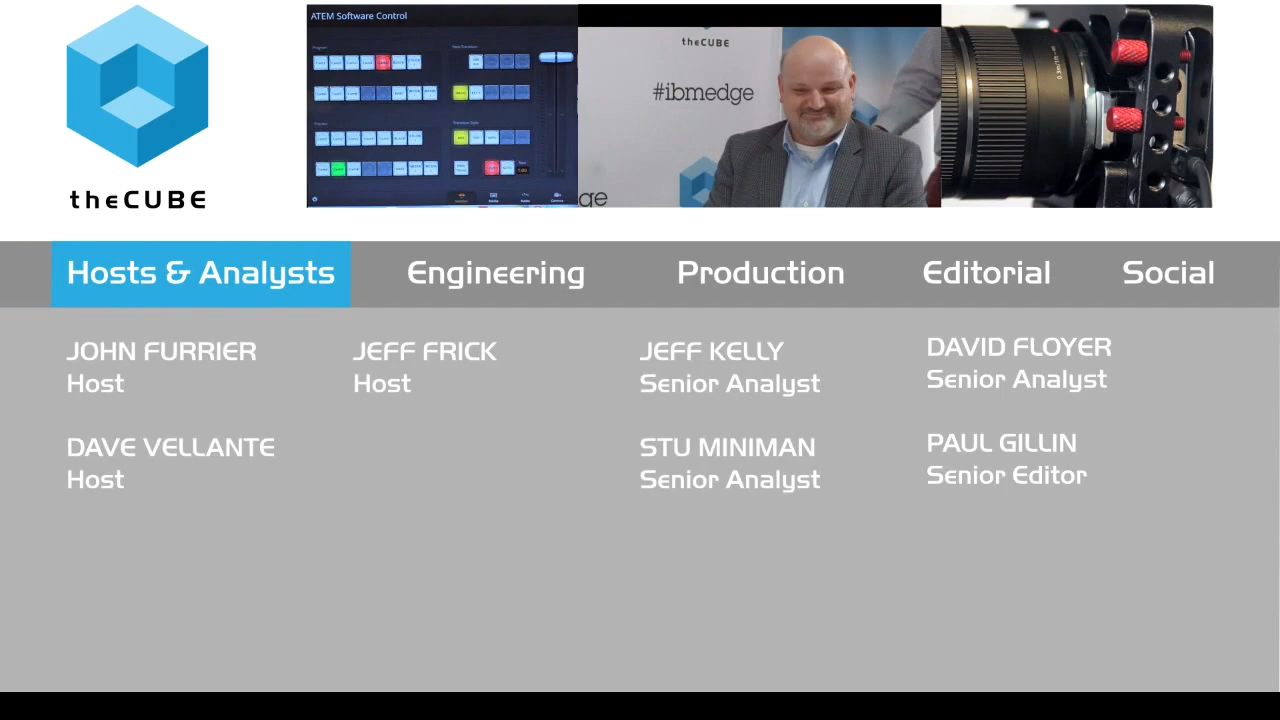 theCUBE
ATEM Software Control
theCUBE
#ibmedge
ge
Hosts & Analysts
Engineering
Production
Editorial
Social
JOHN FURRIER
Host
JEFF FRICK
Host
JEFF KELLY
Senior Analyst
DAVID FLOYER
Senior Analyst
DAVE VELLANTE
Host
STU MINIMAN
Senior Analyst
PAUL GILLIN
Senior Editor